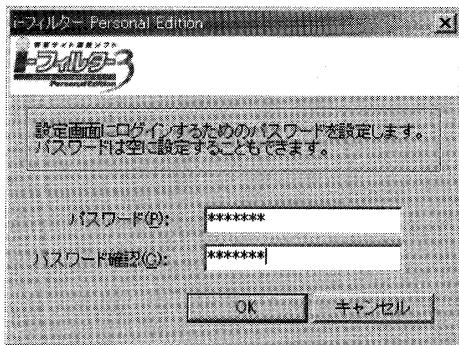 i-フィルター Personal Edition
有害サイト遮断ソフト
i-フィルター3
Personal Edition
設定画面にログインするためのパスワードを設定します。
パスワードは空に設定することもできます。
パスワード(P):
*******
パスワード確認(C):
*******
OK
キャンセル